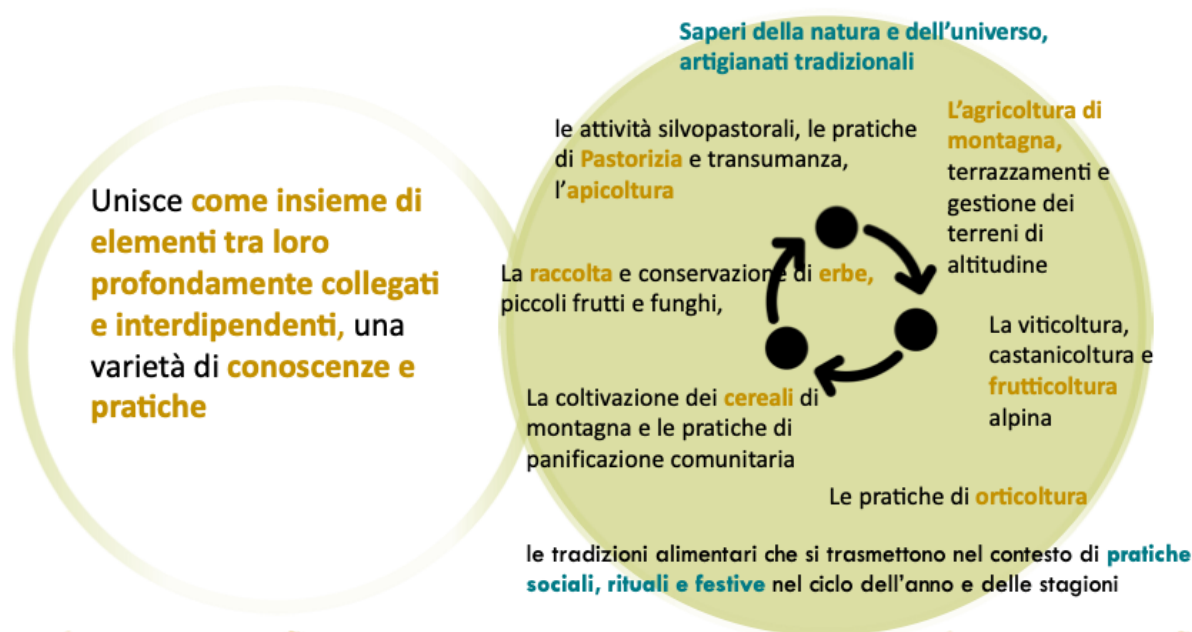 Unisce come insieme di
elementi tra loro
profondamente collegati
e interdipendenti, una
varietà di conoscenze e
pratiche
Saperi della natura e dell'universo,
artigianati tradizionali
le attività silvopastorali, le pratiche
di Pastorizia e transumanza,
l'apicoltura
L'agricoltura di
montagna,
terrazzamenti e
gestione dei
terreni di
altitudine
La raccolta e conservazione di erbe,
piccoli frutti e funghi,
La viticoltura,
castanicoltura e
frutticoltura
alpina
La coltivazione dei cereali di
montagna e le pratiche di
panificazione comunitaria
Le pratiche di orticoltura
le tradizioni alimentari che si trasmettono nel contesto di pratiche
sociali, rituali e festive nel ciclo dell'anno e delle stagioni